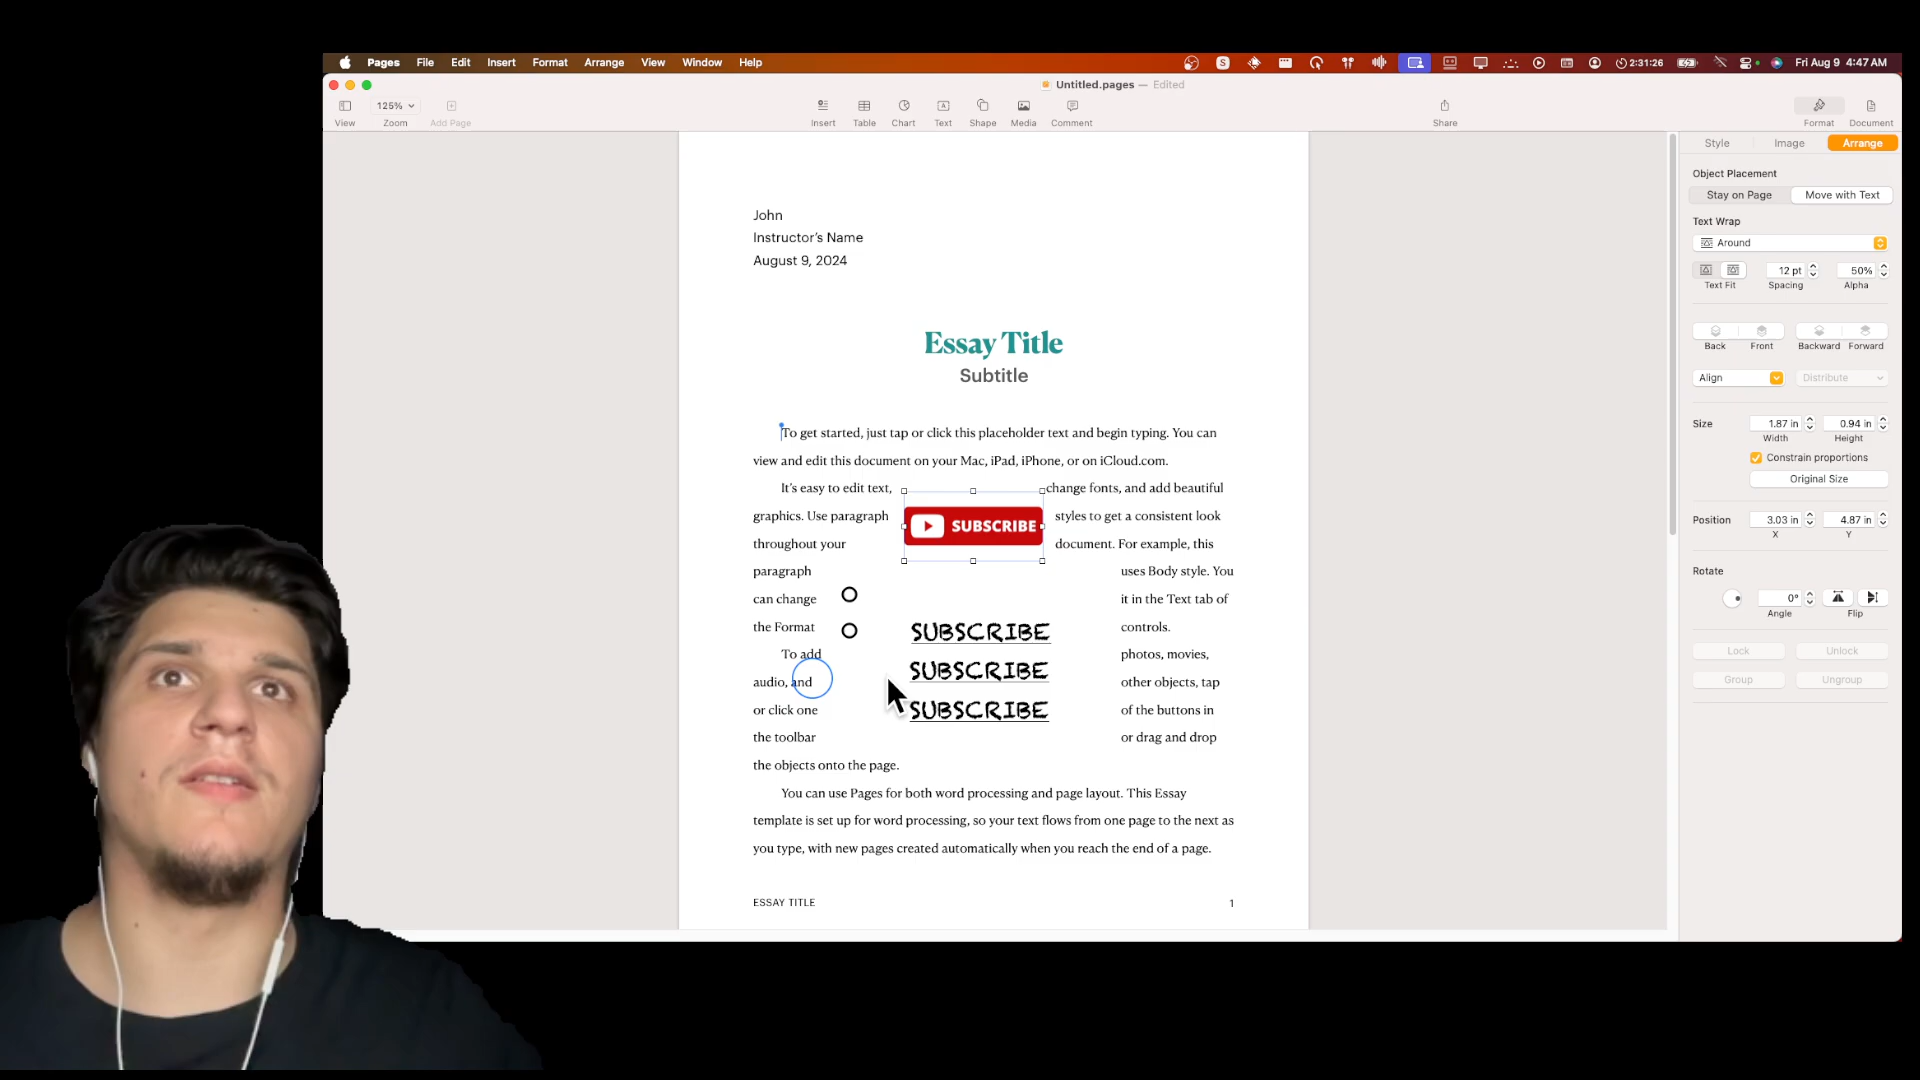 Pages File Edit Insert Format Arrange View Window Help
2:31:26 Fri Aug 9 4:47 AM
Untitled.pages — Edited
125%
View Zoom Add Page Insert Table Chart Text Shape Media Comment Share Format Document
Style Image Arrange
Object Placement
Stay on Page Move with Text
Text Wrap
Around
12 pt 50%
Text Fit Spacing Alpha
Back Front Backward Forward
Align Distribute
Size 1.87 in 0.94 in
Width Height
Constrain proportions
Original Size
Position 3.03 in 4.87 in
X Y
Rotate
0°
Angle Flip
Lock Unlock
Group Ungroup
John
Instructor's Name
August 9, 2024
Essay Title
Subtitle
To get started, just tap or click this placeholder text and begin typing. You can
view and edit this document on your Mac, iPad, iPhone, or on iCloud.com.
It's easy to edit text, change fonts, and add beautiful
graphics. Use paragraph styles to get a consistent look
SUBSCRIBE
throughout your document. For example, this
paragraph uses Body style. You
can change it in the Text tab of
the Format controls.
SUBSCRIBE
To add photos, movies,
SUBSCRIBE
audio, and other objects, tap
or click one of the buttons in
SUBSCRIBE
the toolbar or drag and drop
the objects onto the page.
You can use Pages for both word processing and page layout. This Essay
template is set up for word processing, so your text flows from one page to the next as
you type, with new pages created automatically when you reach the end of a page.
ESSAY TITLE 1